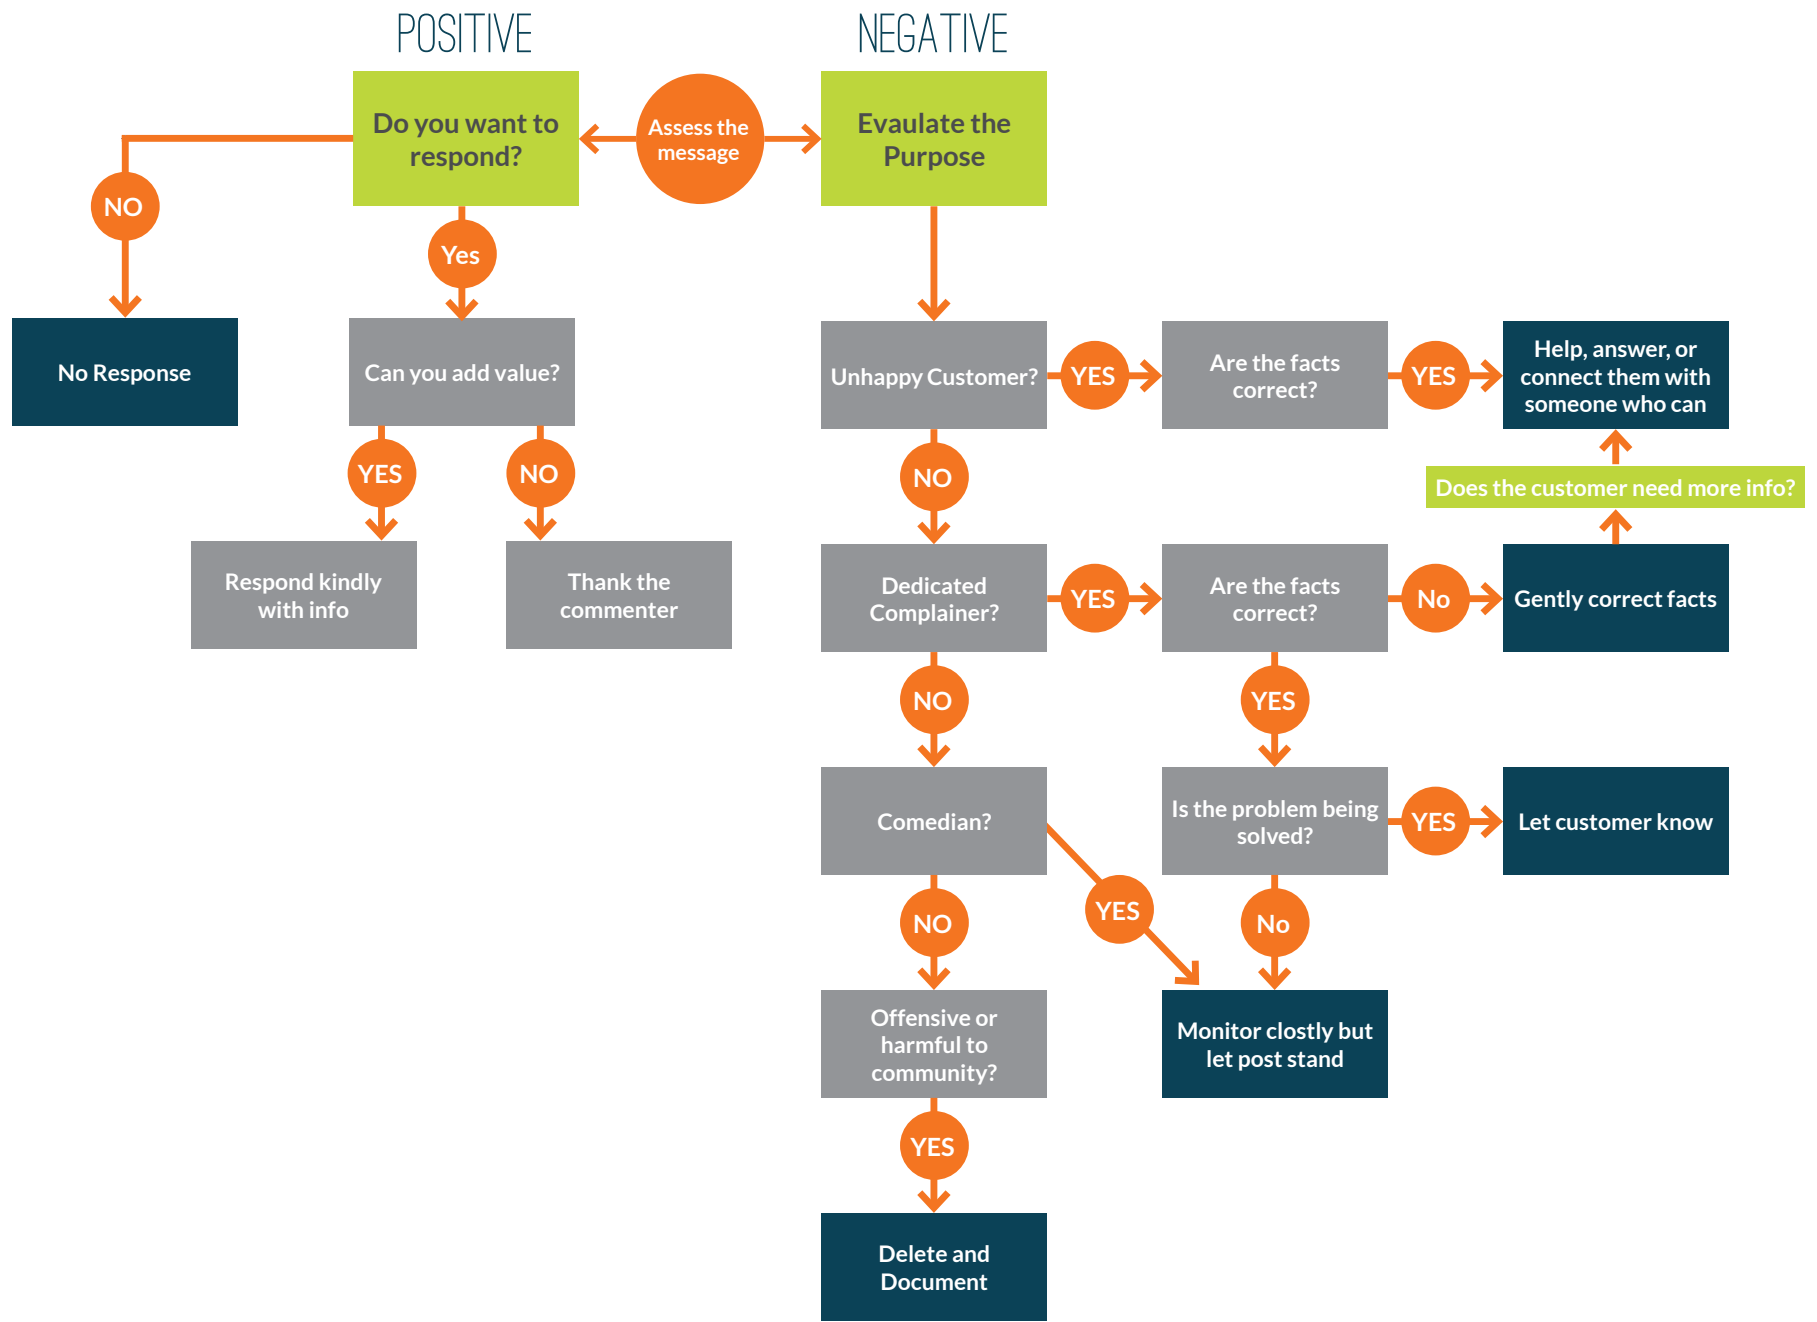 POSITIVE
NEGATIVE
Do you want to
respond?
Assess the
message
Evaulate the
Purpose
NO
Yes
No Response
Can you add value?
Unhappy Customer?
YES
Are the facts
correct?
YES
Help, answer, or
connect them with
someone who can
YES
NO
NO
Does the customer need more info?
Respond kindly
with info
Thank the
commenter
Dedicated
Complainer?
YES
Are the facts
correct?
No
Gently correct facts
NO
YES
Comedian?
Is the problem being
solved?
YES
Let customer know
NO
YES
No
Offensive or
harmful to
community?
Monitor clostly but
let post stand
YES
Delete and
Document